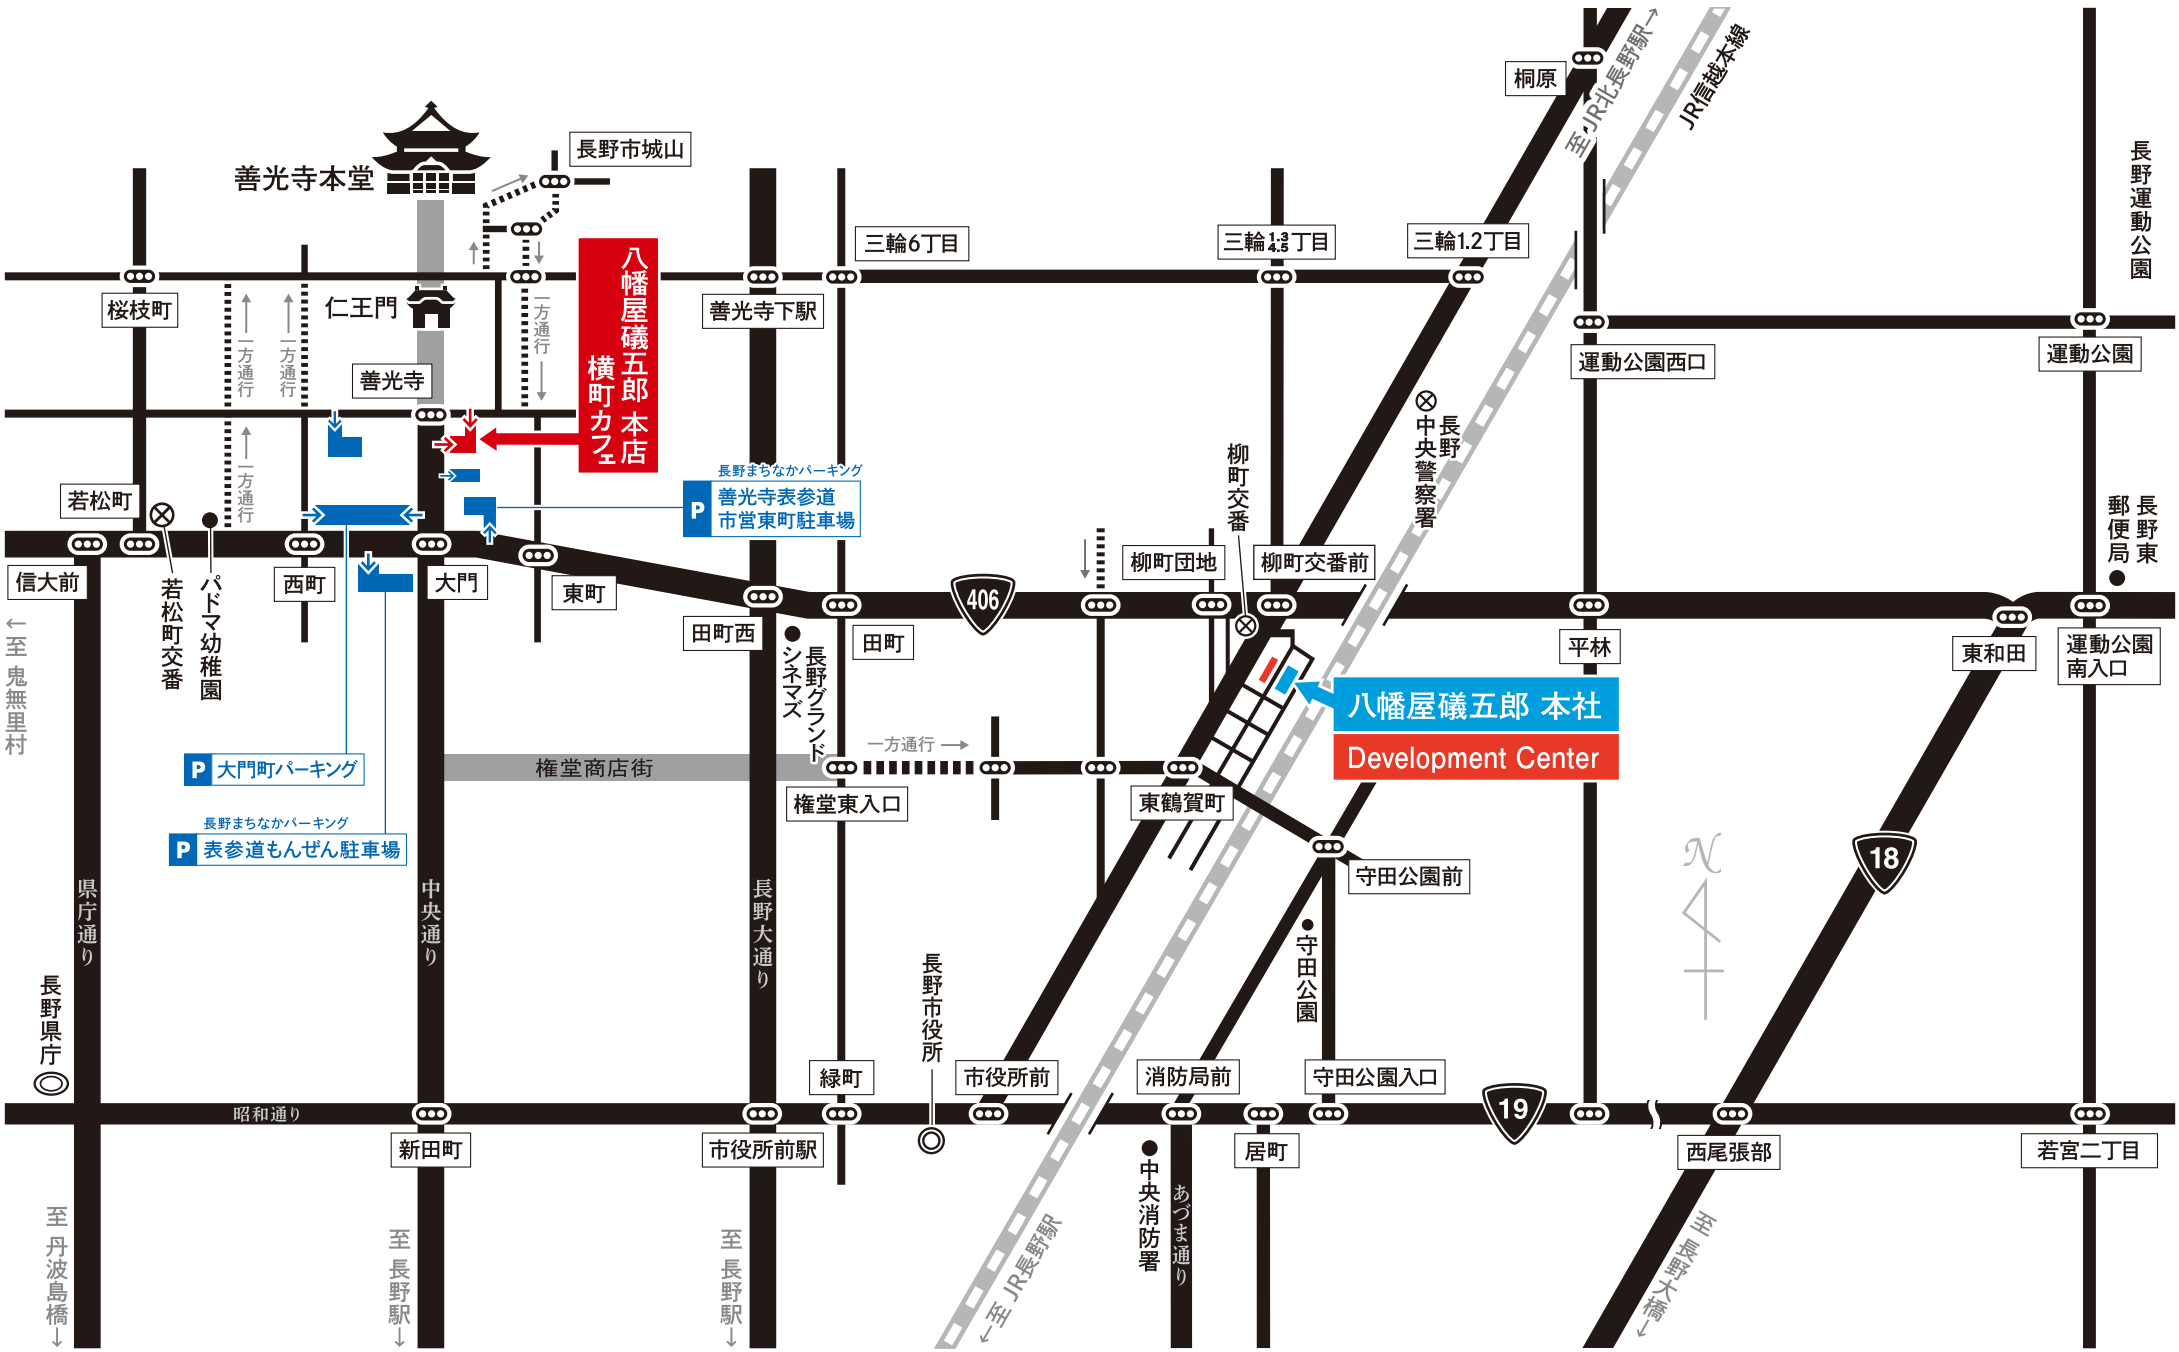 桐原
至 JR北長野駅→
JR信越本線
長野運動公園
長野市城山
善光寺本堂
三輪6丁目
三輪1.3 4.5丁目
三輪1.2丁目
桜枝町
仁王門
善光寺
善光寺下駅
八幡屋礒五郎 本店
横町カフェ
一方通行
一方通行
一方通行
一方通行
運動公園西口
運動公園
長野
中央警察署
柳町交番
長野まちなかパーキング
P
善光寺表参道
市営東町駐車場
若松町
信大前
西町
大門
東町
若松町交番
パドマ幼稚園
←至 鬼無里村
田町西
長野グランド
シネマズ
田町
406
柳町団地
柳町交番前
平林
東和田
長野東
郵便局
運動公園
南入口
八幡屋礒五郎 本社
Development Center
P 大門町パーキング
長野まちなかパーキング
P 表参道もんぜん駐車場
権堂商店街
一方通行
権堂東入口
東鶴賀町
守田公園前
守田公園
N
18
県庁通り
中央通り
長野大通り
長野県庁
長野市役所
昭和通り
緑町
市役所前
消防局前
守田公園入口
19
新田町
市役所前駅
居町
西尾張部
若宮二丁目
中央消防署
あづま通り
至 丹波島橋→
至 長野駅→
至 長野駅→
←至 JR長野駅
至 長野大橋→